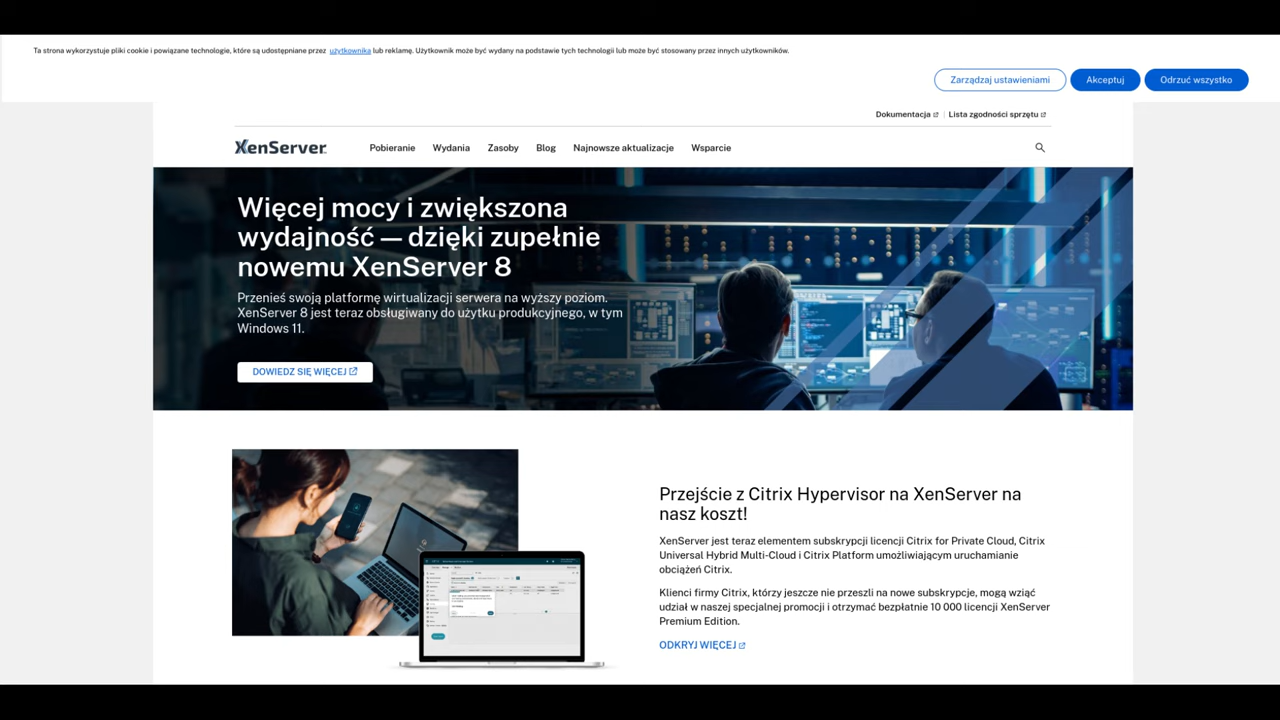 Ta strona wykorzystuje pliki cookie i powiązane technologie, które są udostępniane przez użytkownika lub reklamę. Użytkownik może być wydany na podstawie tych technologii lub może być stosowany przez innych użytkowników.
Zarządzaj ustawieniami Akceptuj Odrzuć wszystko
Dokumentacja | Lista zgodności sprzętu
XenServer Pobieranie Wydania Zasoby Blog Najnowsze aktualizacje Wsparcie
Więcej mocy i zwiększona
wydajność — dzięki zupełnie
nowemu XenServer 8
Przenieś swoją platformę wirtualizacji serwera na wyższy poziom.
XenServer 8 jest teraz obsługiwany do użytku produkcyjnego, w tym
Windows 11.
DOWIEDZ SIĘ WIĘCEJ
Przejście z Citrix Hypervisor na XenServer na
nasz koszt!
XenServer jest teraz elementem subskrypcji licencji Citrix for Private Cloud, Citrix
Universal Hybrid Multi-Cloud i Citrix Platform umożliwiającym uruchamianie
obciążeń Citrix.
Klienci firmy Citrix, którzy jeszcze nie przeszli na nowe subskrypcje, mogą wziąć
udział w naszej specjalnej promocji i otrzymać bezpłatnie 10 000 licencji XenServer
Premium Edition.
ODKRYJ WIĘCEJ